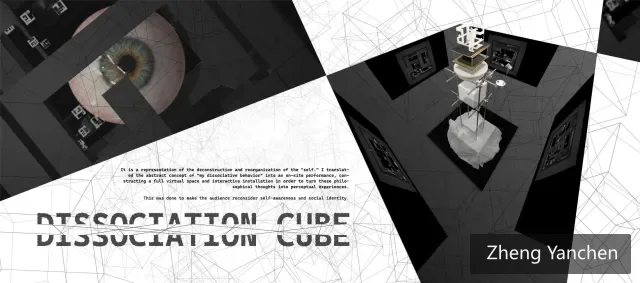 It is a representation of the deconstruction and reorganization of the "self." I translat-
ed the abstract concept of "my dissociative behavior" into an on-site performance, con-
structing a full virtual space and interactive installation in order to turn these philo-
sophical thoughts into perceptual experiences.
This was done to make the audience reconsider self-awareness and social identity.
DISSOCIATION CUBE
Zheng Yanchen